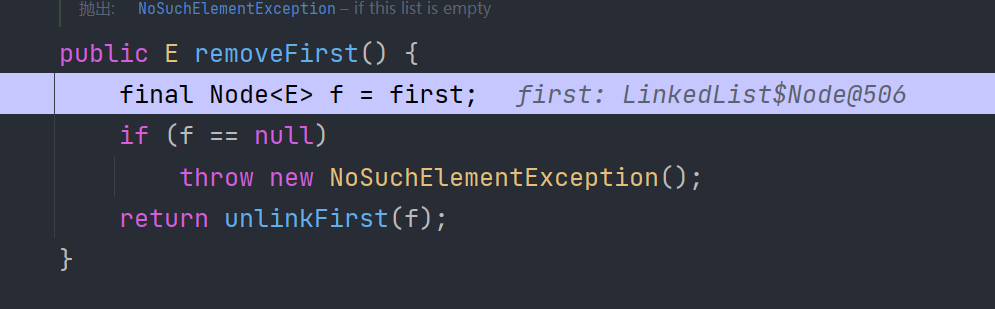 抛出: NoSuchElementException – if this list is empty
public E removeFirst() {
    final Node<E> f = first;   first: LinkedList$Node@506
    if (f == null)
        throw new NoSuchElementException();
    return unlinkFirst(f);
}